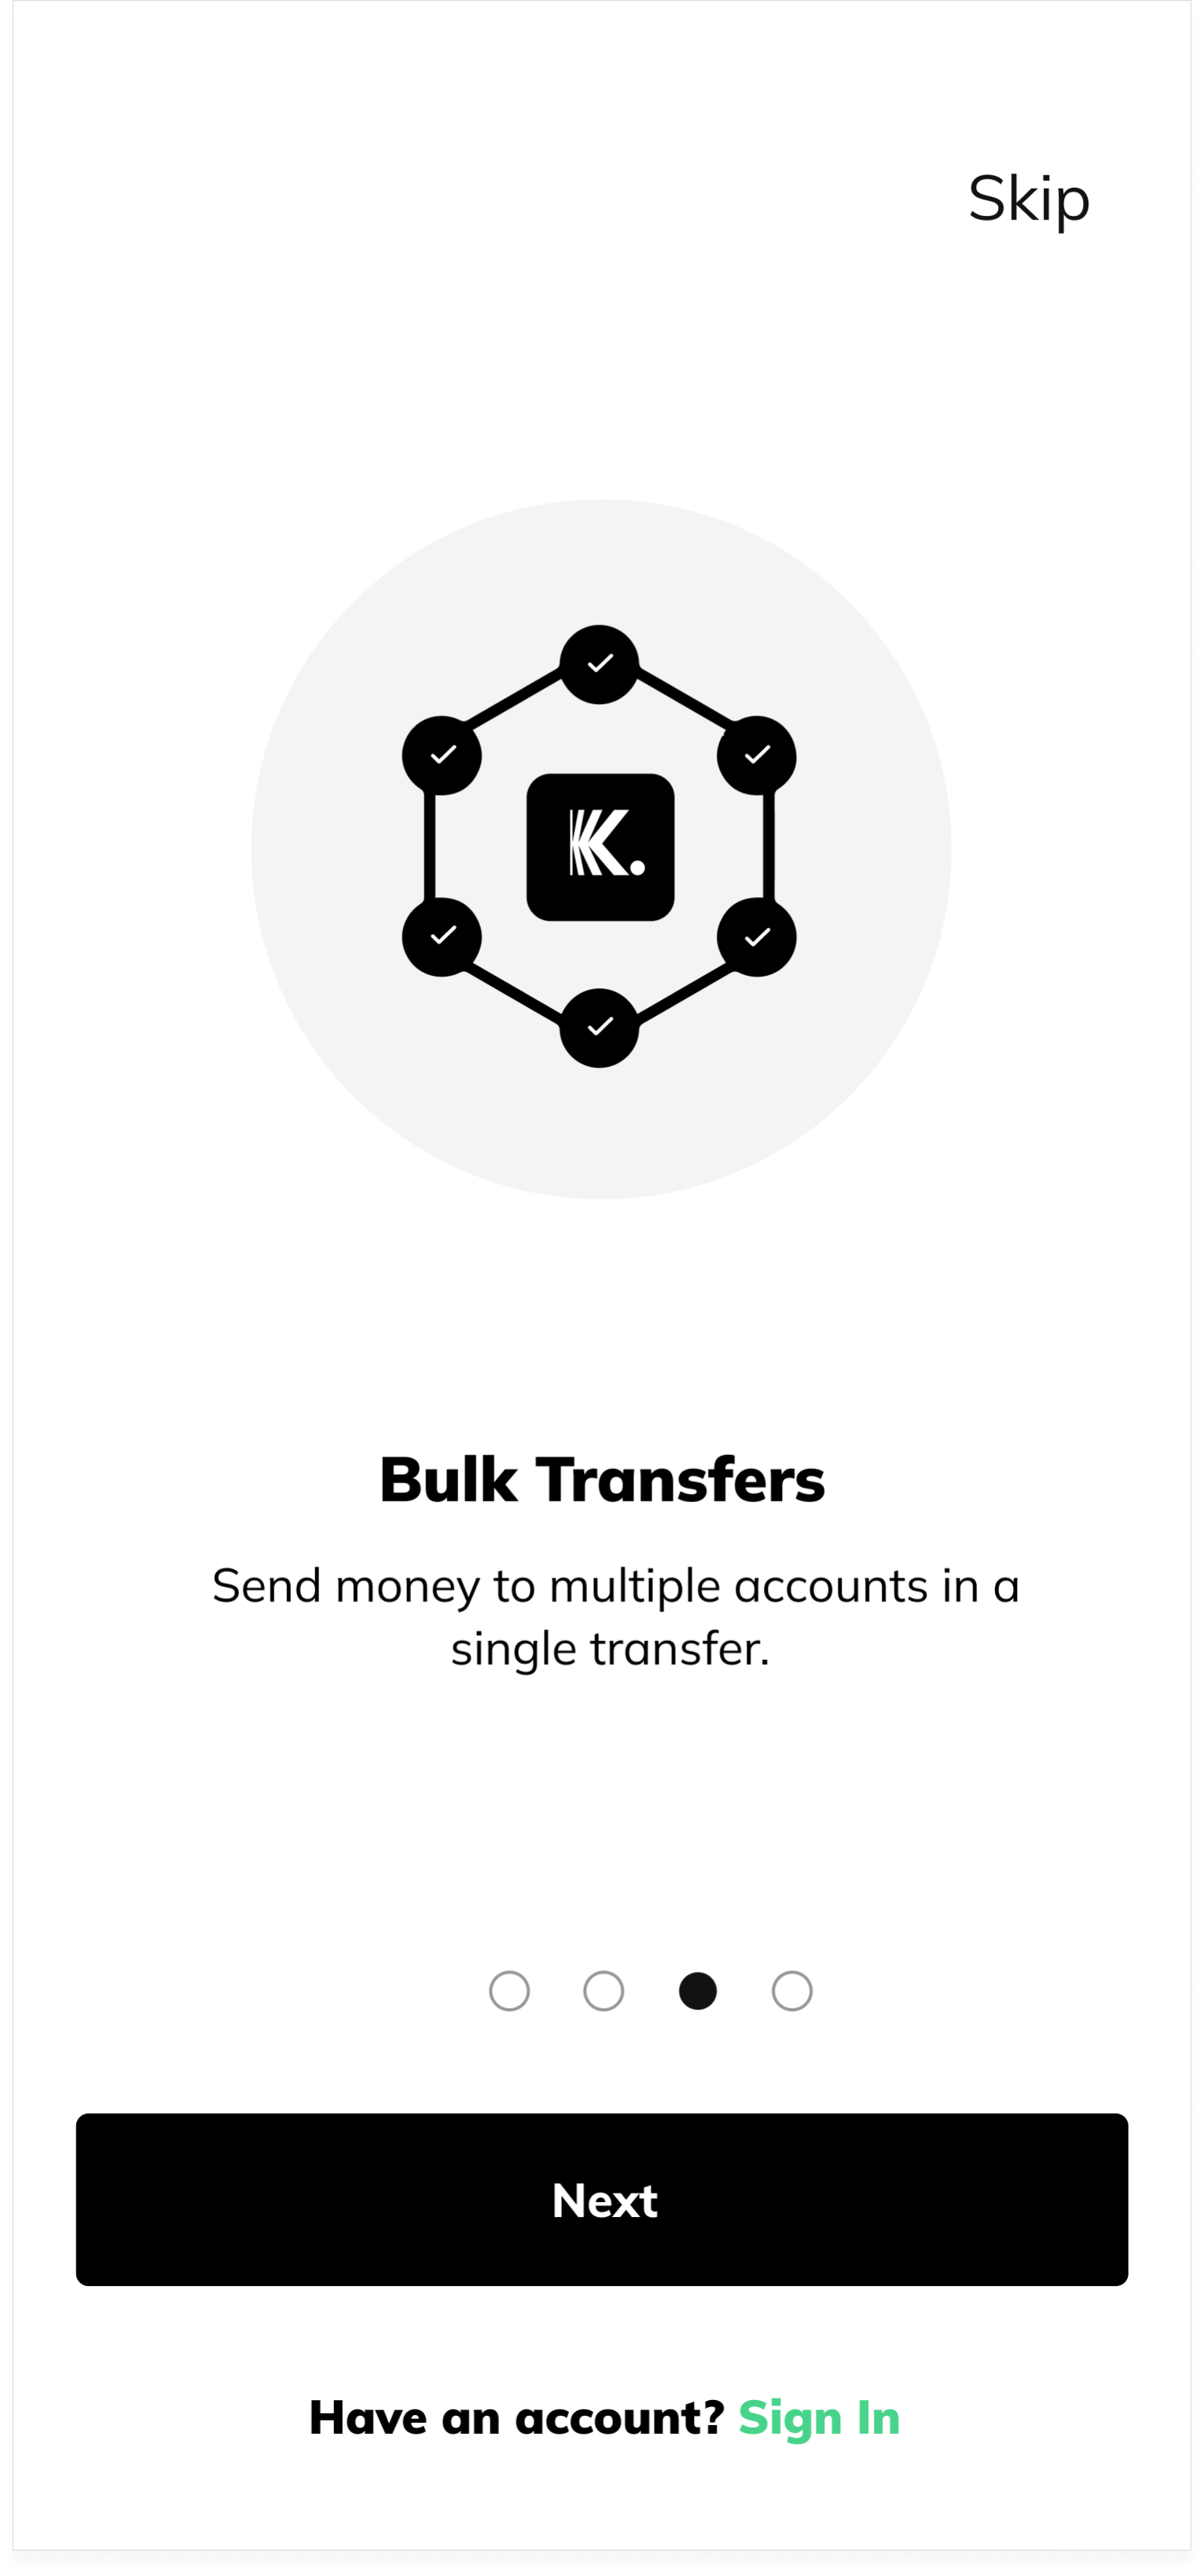 Skip
K.
Bulk Transfers
Send money to multiple accounts in a
single transfer.
Next
Have an account? Sign In